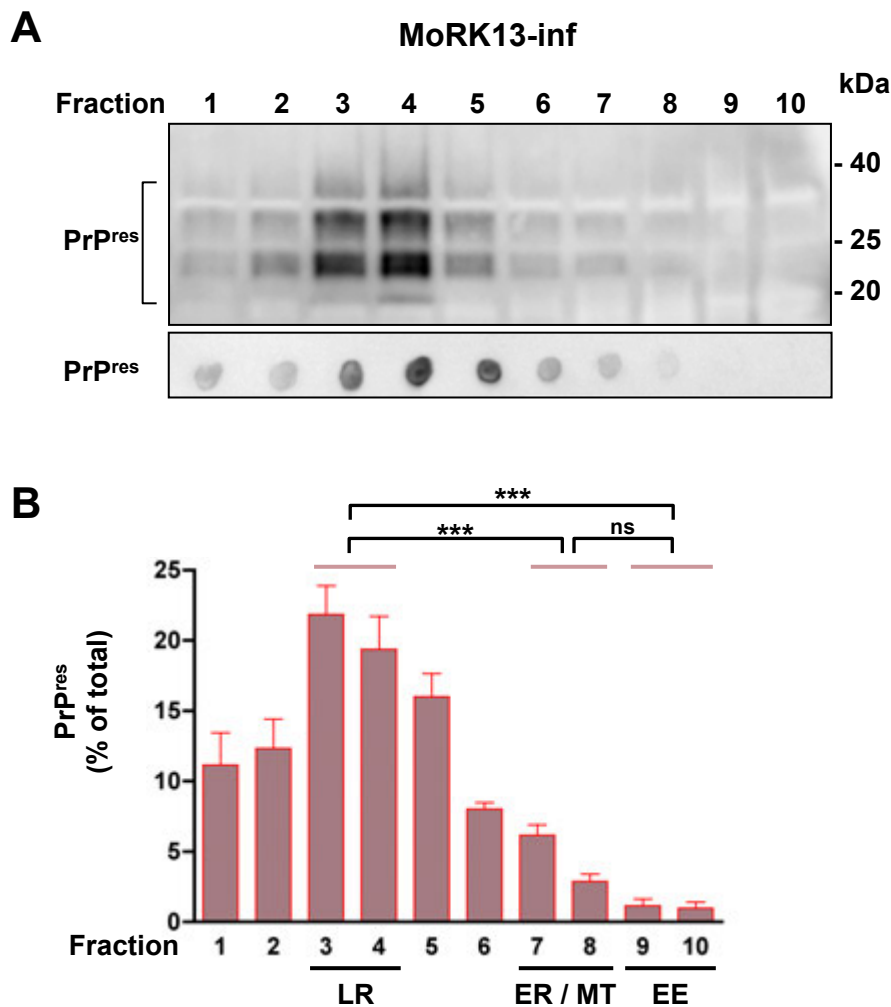 A
MoRK13-inf
Fraction 1 2 3 4 5 6 7 8 9 10 kDa
- 40
PrPres
- 25
- 20
PrPres
B
***
*** ns
25
20
15
10
5
0
PrPres
(% of total)
Fraction 1 2 3 4 5 6 7 8 9 10
LR ER / MT EE